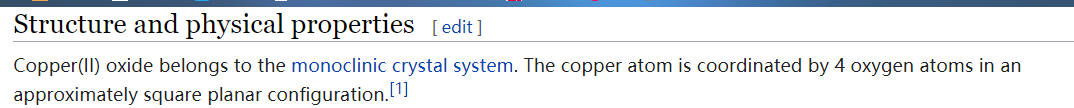 Structure and physical properties [ edit ]
Copper(II) oxide belongs to the monoclinic crystal system. The copper atom is coordinated by 4 oxygen atoms in an
approximately square planar configuration.[1]